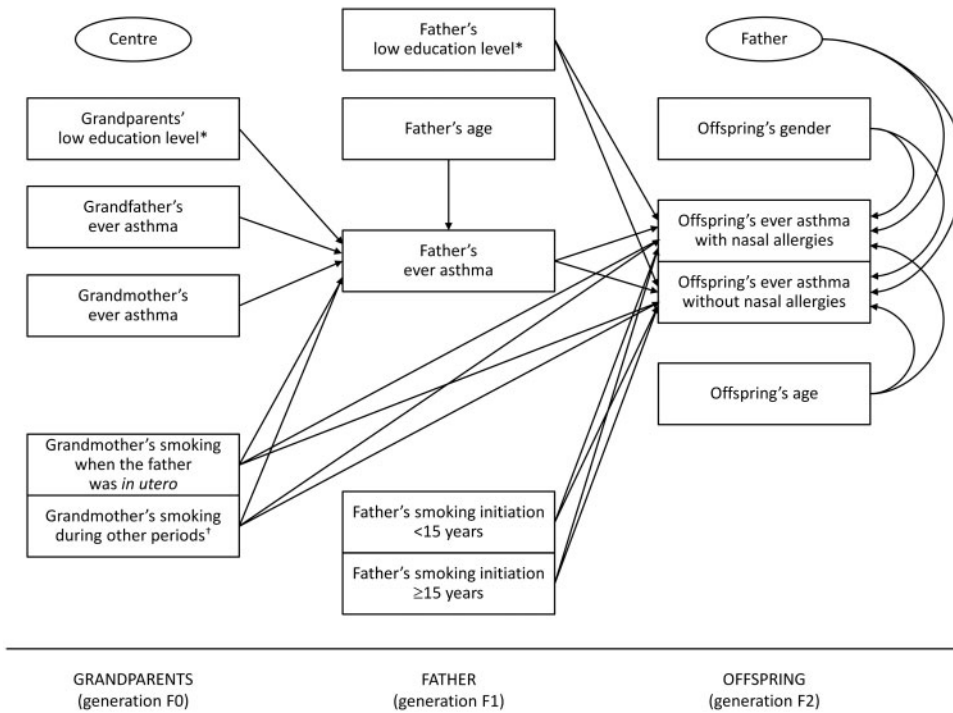 Centre
Grandparents'
low education level*
Grandfather's
ever asthma
Grandmother's
ever asthma
Grandmother's smoking
when the father
was in utero
Grandmother's smoking
during other periods†
Father's
low education level*
Father's age
Father's
ever asthma
Father's smoking initiation
<15 years
Father's smoking initiation
≥15 years
Father
Offspring's gender
Offspring's ever asthma
with nasal allergies
Offspring's ever asthma
without nasal allergies
Offspring's age
GRANDPARENTS
(generation F0)
FATHER
(generation F1)
OFFSPRING
(generation F2)